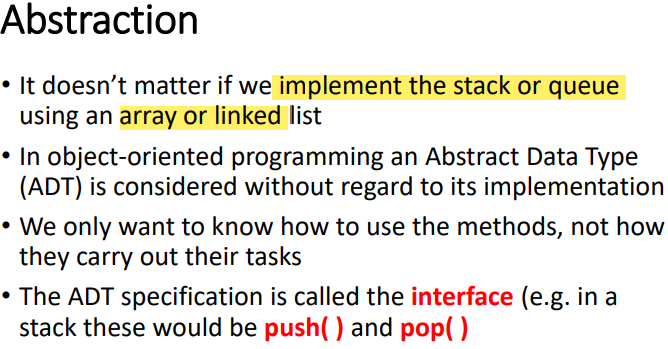 Abstraction
• It doesn’t matter if we implement the stack or queue
using an array or linked list
• In object-oriented programming an Abstract Data Type
(ADT) is considered without regard to its implementation
• We only want to know how to use the methods, not how
they carry out their tasks
• The ADT specification is called the interface (e.g. in a
stack these would be push( ) and pop( )